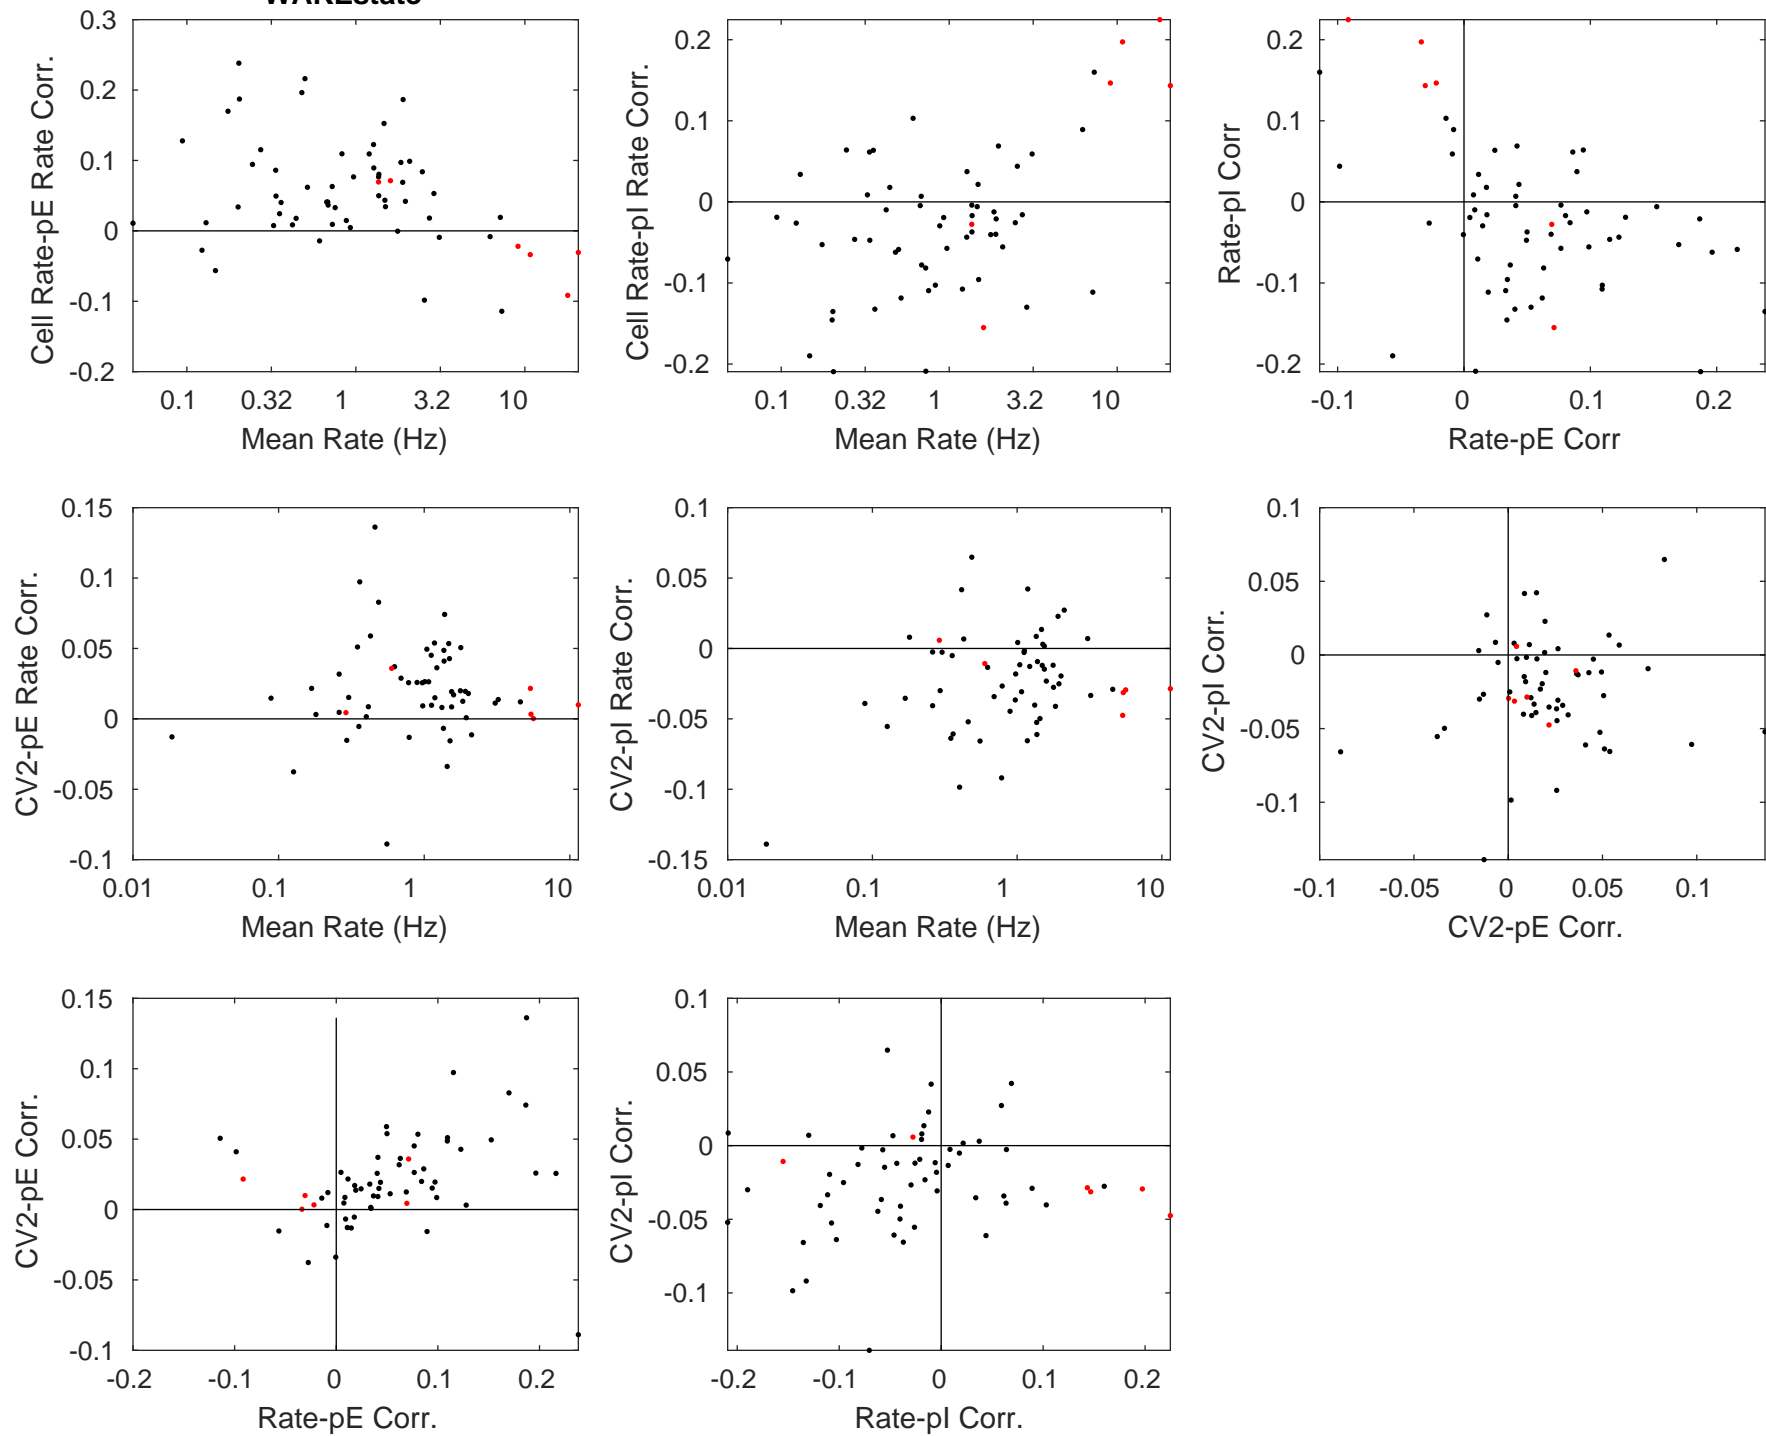 WAKEstate
0.3
0.2
0.1
0
-0.1
-0.2
Cell Rate-pE Rate Corr.
0.1 0.32 1 3.2 10
Mean Rate (Hz)
0.2
0.1
0
-0.1
-0.2
Cell Rate-pI Rate Corr.
0.1 0.32 1 3.2 10
Mean Rate (Hz)
0.2
0.1
0
-0.1
-0.2
Rate-pI Corr
-0.1 0 0.1 0.2
Rate-pE Corr
0.15
0.1
0.05
0
-0.05
-0.1
CV2-pE Rate Corr.
0.01 0.1 1 10
Mean Rate (Hz)
0.1
0.05
0
-0.05
-0.1
-0.15
CV2-pI Rate Corr.
0.01 0.1 1 10
Mean Rate (Hz)
0.1
0.05
0
-0.05
-0.1
CV2-pI Corr.
-0.1 -0.05 0 0.05 0.1
CV2-pE Corr.
0.15
0.1
0.05
0
-0.05
-0.1
CV2-pE Corr.
-0.2 -0.1 0 0.1 0.2
Rate-pE Corr.
0.1
0.05
0
-0.05
-0.1
CV2-pI Corr.
-0.2 -0.1 0 0.1 0.2
Rate-pI Corr.